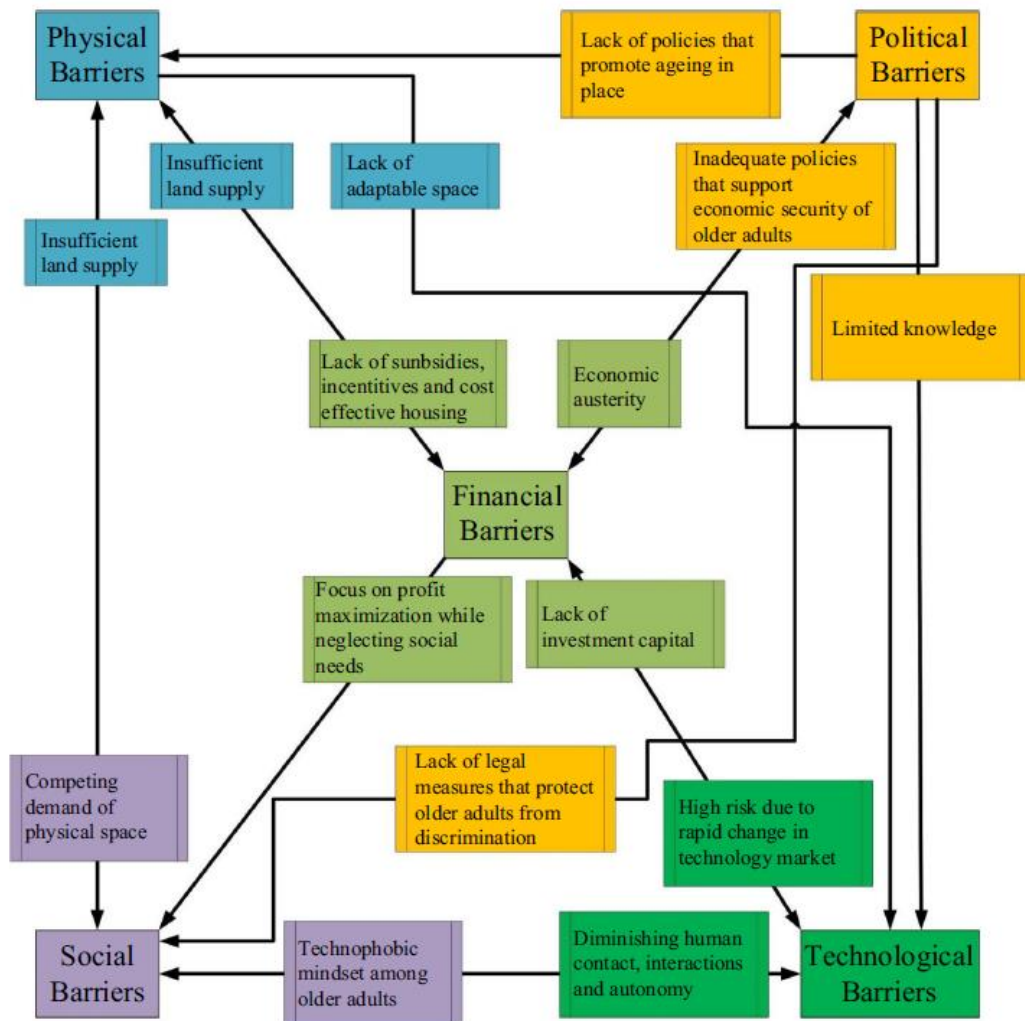 Physical
Barriers
Lack of policies that
promote ageing in
place
Political
Barriers
Insufficient
land supply
Lack of
adaptable space
Inadequate policies
that support
economic security of
older adults
Insufficient
land supply
Limited knowledge
Lack of sunbsidies,
incentitives and cost
effective housing
Economic
austerity
Financial
Barriers
Focus on profit
maximization while
neglecting social
needs
Lack of
investment capital
Competing
demand of
physical space
Lack of legal
measures that protect
older adults from
discrimination
High risk due to
rapid change in
technology market
Social
Barriers
Technophobic
mindset among
older adults
Diminishing human
contact, interactions
and autonomy
Technological
Barriers